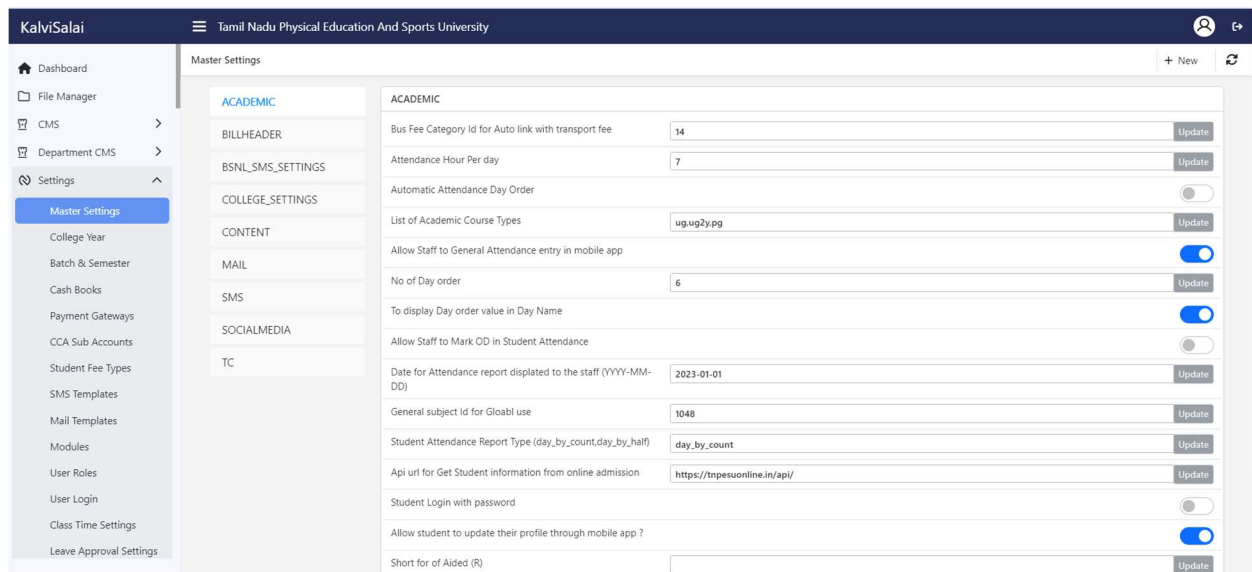 KalviSalai
Tamil Nadu Physical Education And Sports University
Dashboard
File Manager
CMS
Department CMS
Settings
Master Settings
College Year
Batch & Semester
Cash Books
Payment Gateways
CCA Sub Accounts
Student Fee Types
SMS Templates
Mail Templates
Modules
User Roles
User Login
Class Time Settings
Leave Approval Settings
Master Settings
+ New
ACADEMIC
BILLHEADER
BSNL_SMS_SETTINGS
COLLEGE_SETTINGS
CONTENT
MAIL
SMS
SOCIALMEDIA
TC
ACADEMIC
Bus Fee Category Id for Auto link with transport fee 14 Update
Attendance Hour Per day 7 Update
Automatic Attendance Day Order
List of Academic Course Types ug,ug2y,pg Update
Allow Staff to General Attendance entry in mobile app
No of Day order 6 Update
To display Day order value in Day Name
Allow Staff to Mark OD in Student Attendance
Date for Attendance report displated to the staff (YYYY-MM-
DD) 2023-01-01 Update
General subject Id for Gloabl use 1048 Update
Student Attendance Report Type (day_by_count,day_by_half) day_by_count Update
Api url for Get Student information from online admission https://tnpesuonline.in/api/ Update
Student Login with password
Allow student to update their profile through mobile app ?
Short for of Aided (R) Update